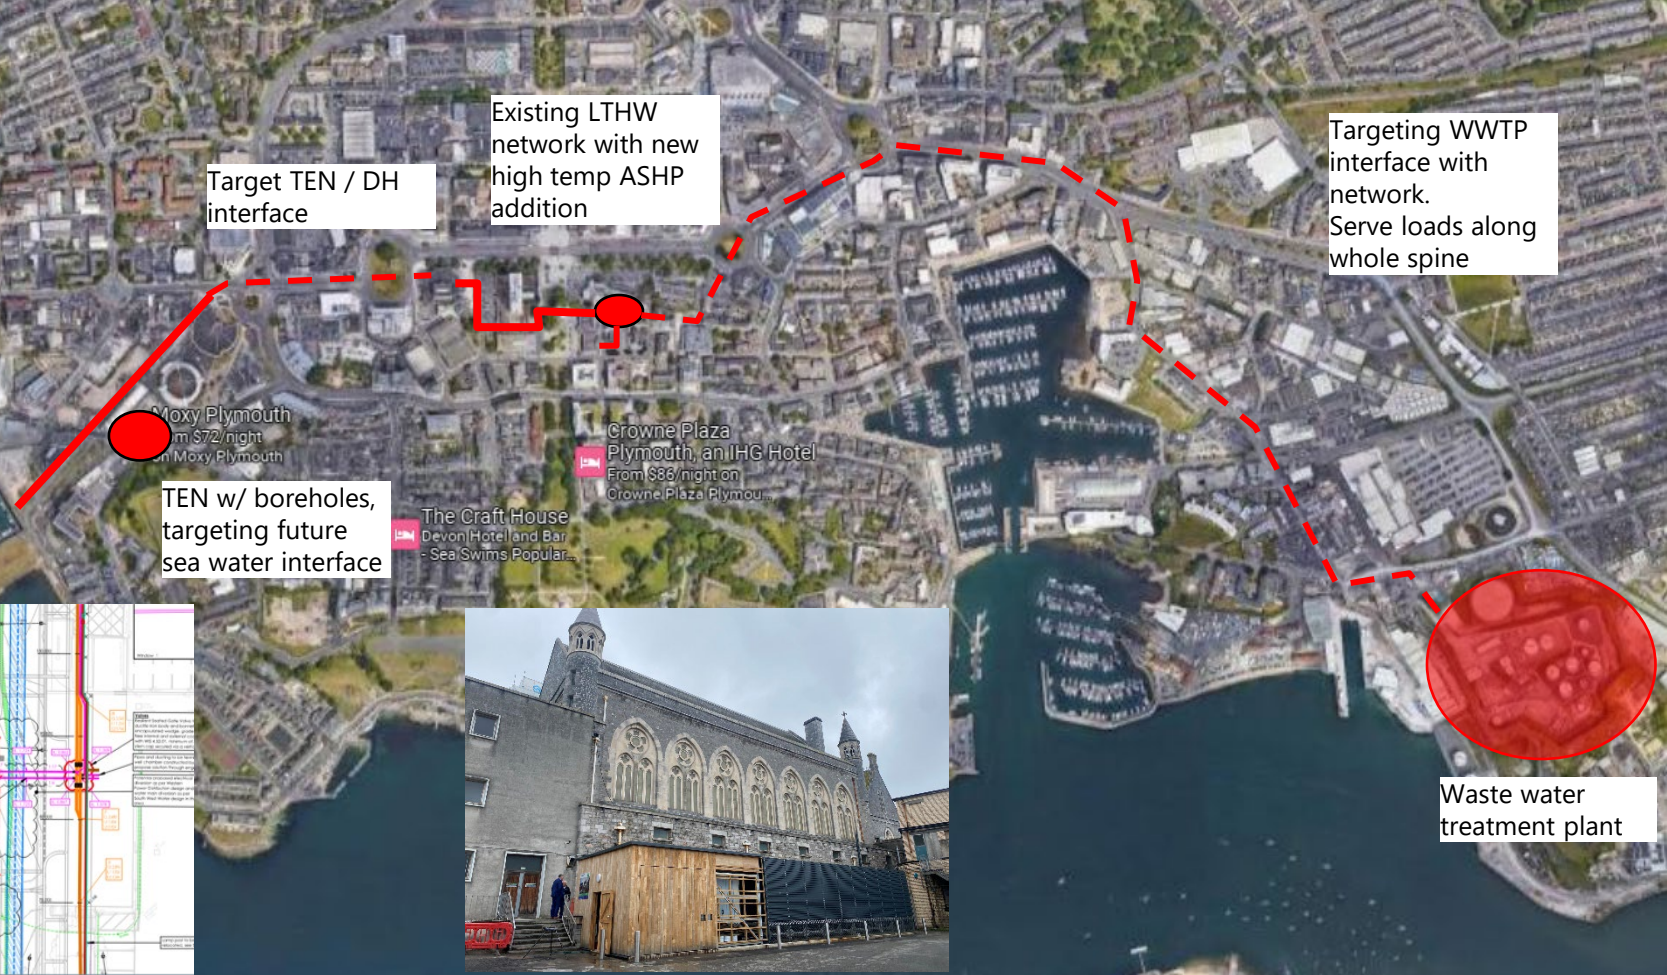 Existing LTHW
network with new
high temp ASHP
addition
Target TEN / DH
interface
Targeting WWTP
interface with
network.
Serve loads along
whole spine
Moxy Plymouth
$72/night
on Moxy Plymouth
Crowne Plaza
Plymouth, an IHG Hotel
From $86/night on
Crowne Plaza Plymou...
TEN w/ boreholes,
targeting future
sea water interface
The Craft House
Devon Hotel and Bar
- Sea Swims Popular...
Waste water
treatment plant